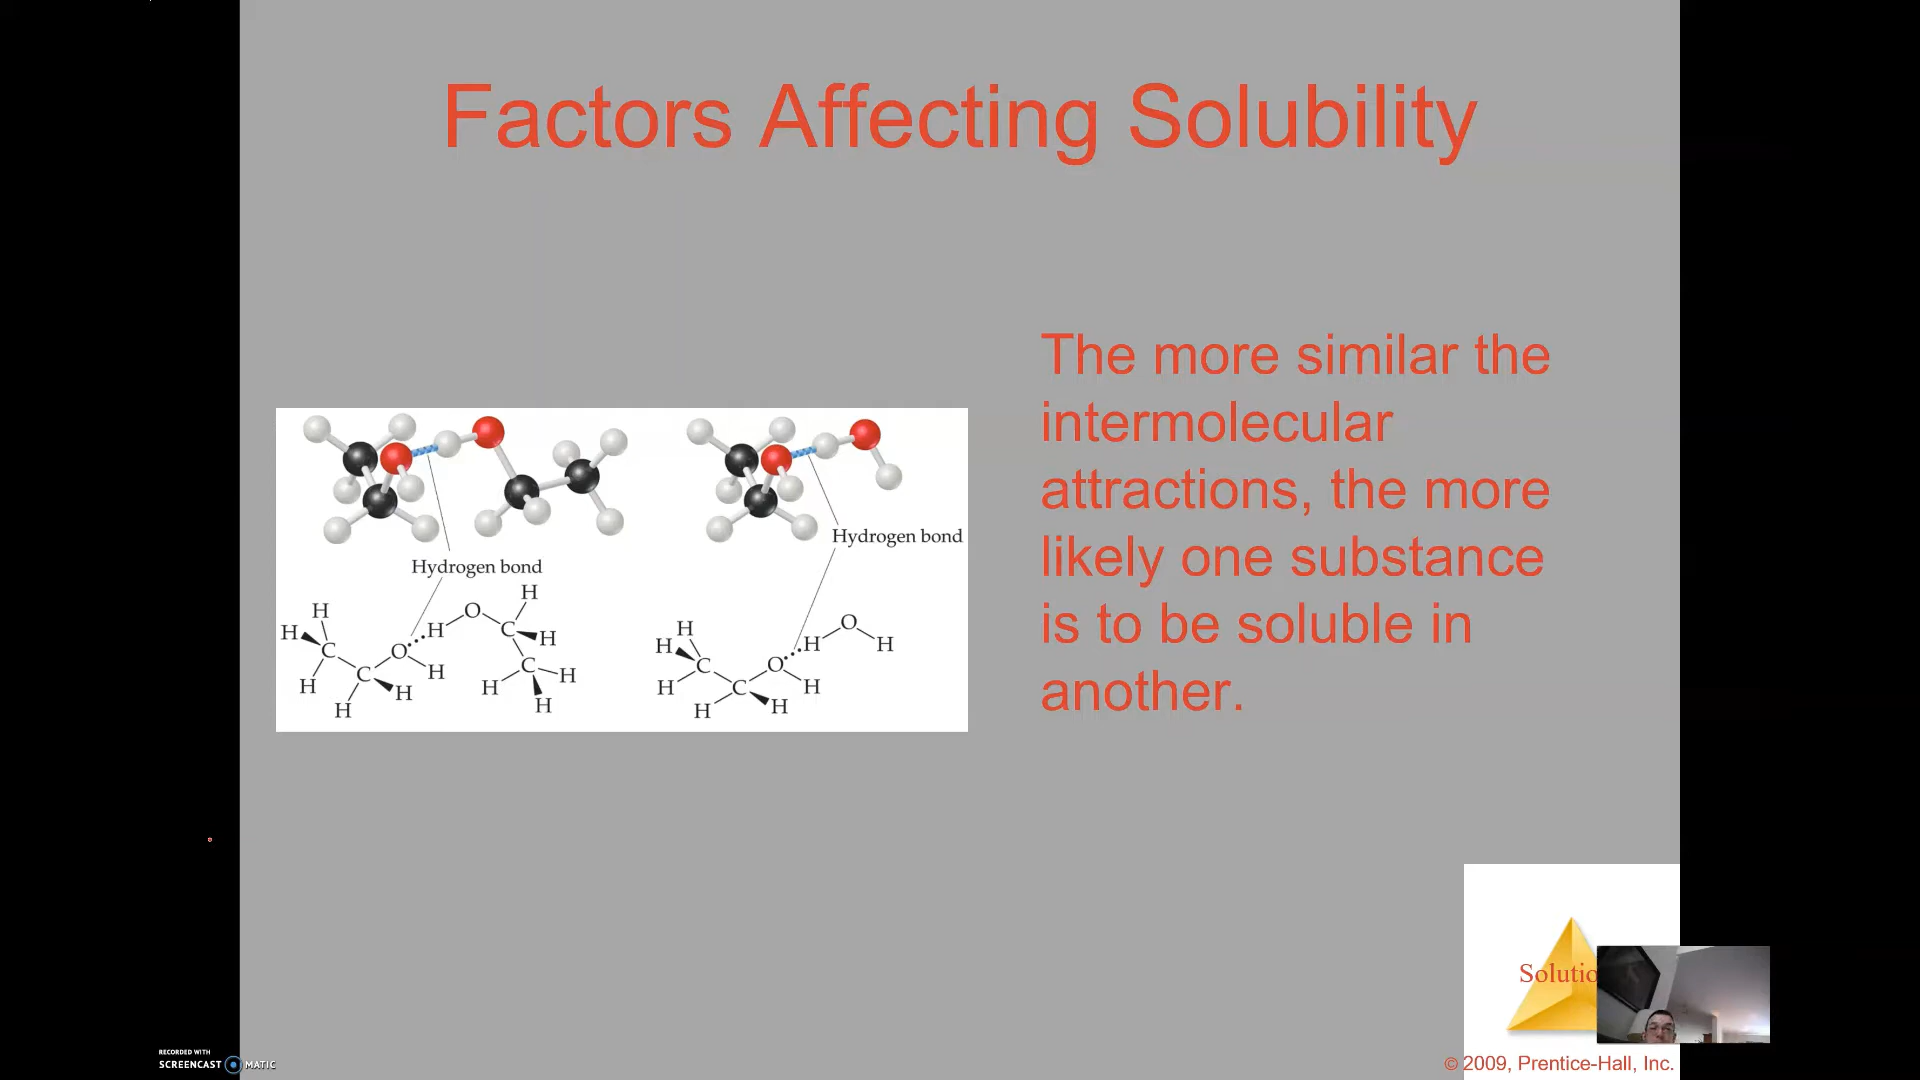 Factors Affecting Solubility
The more similar the
intermolecular
attractions, the more
likely one substance
is to be soluble in
another.
Hydrogen bond
Hydrogen bond
H
H
C
H
C
H
H
O
H
H
O
C
H
H
C
H
H
H
H
H
C
H
C
H
H
O
H
H
O
H
© 2009, Prentice-Hall, Inc.
RECORDED WITH
SCREENCAST MATIC